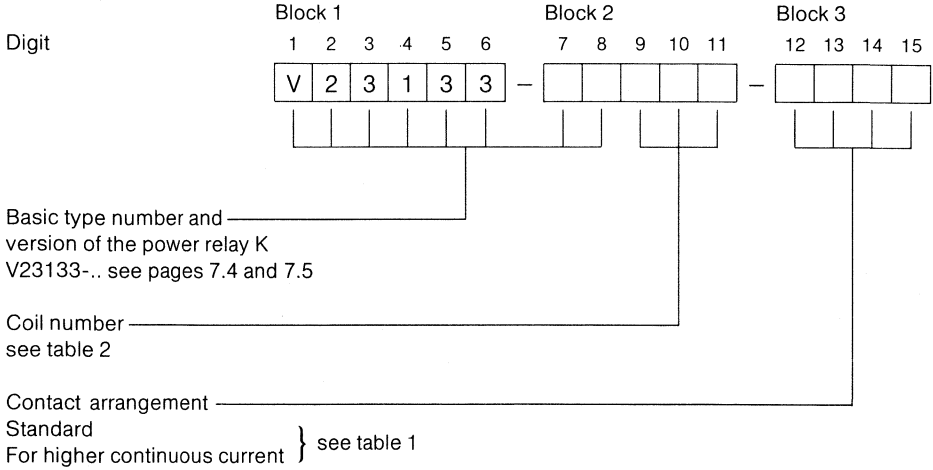 Block 1 Block 2 Block 3
Digit 1 2 3 4 5 6 7 8 9 10 11 12 13 14 15
V 2 3 1 3 3 – –
Basic type number and
version of the power relay K
V23133-.. see pages 7.4 and 7.5
Coil number
see table 2
Contact arrangement
Standard
For higher continuous current } see table 1